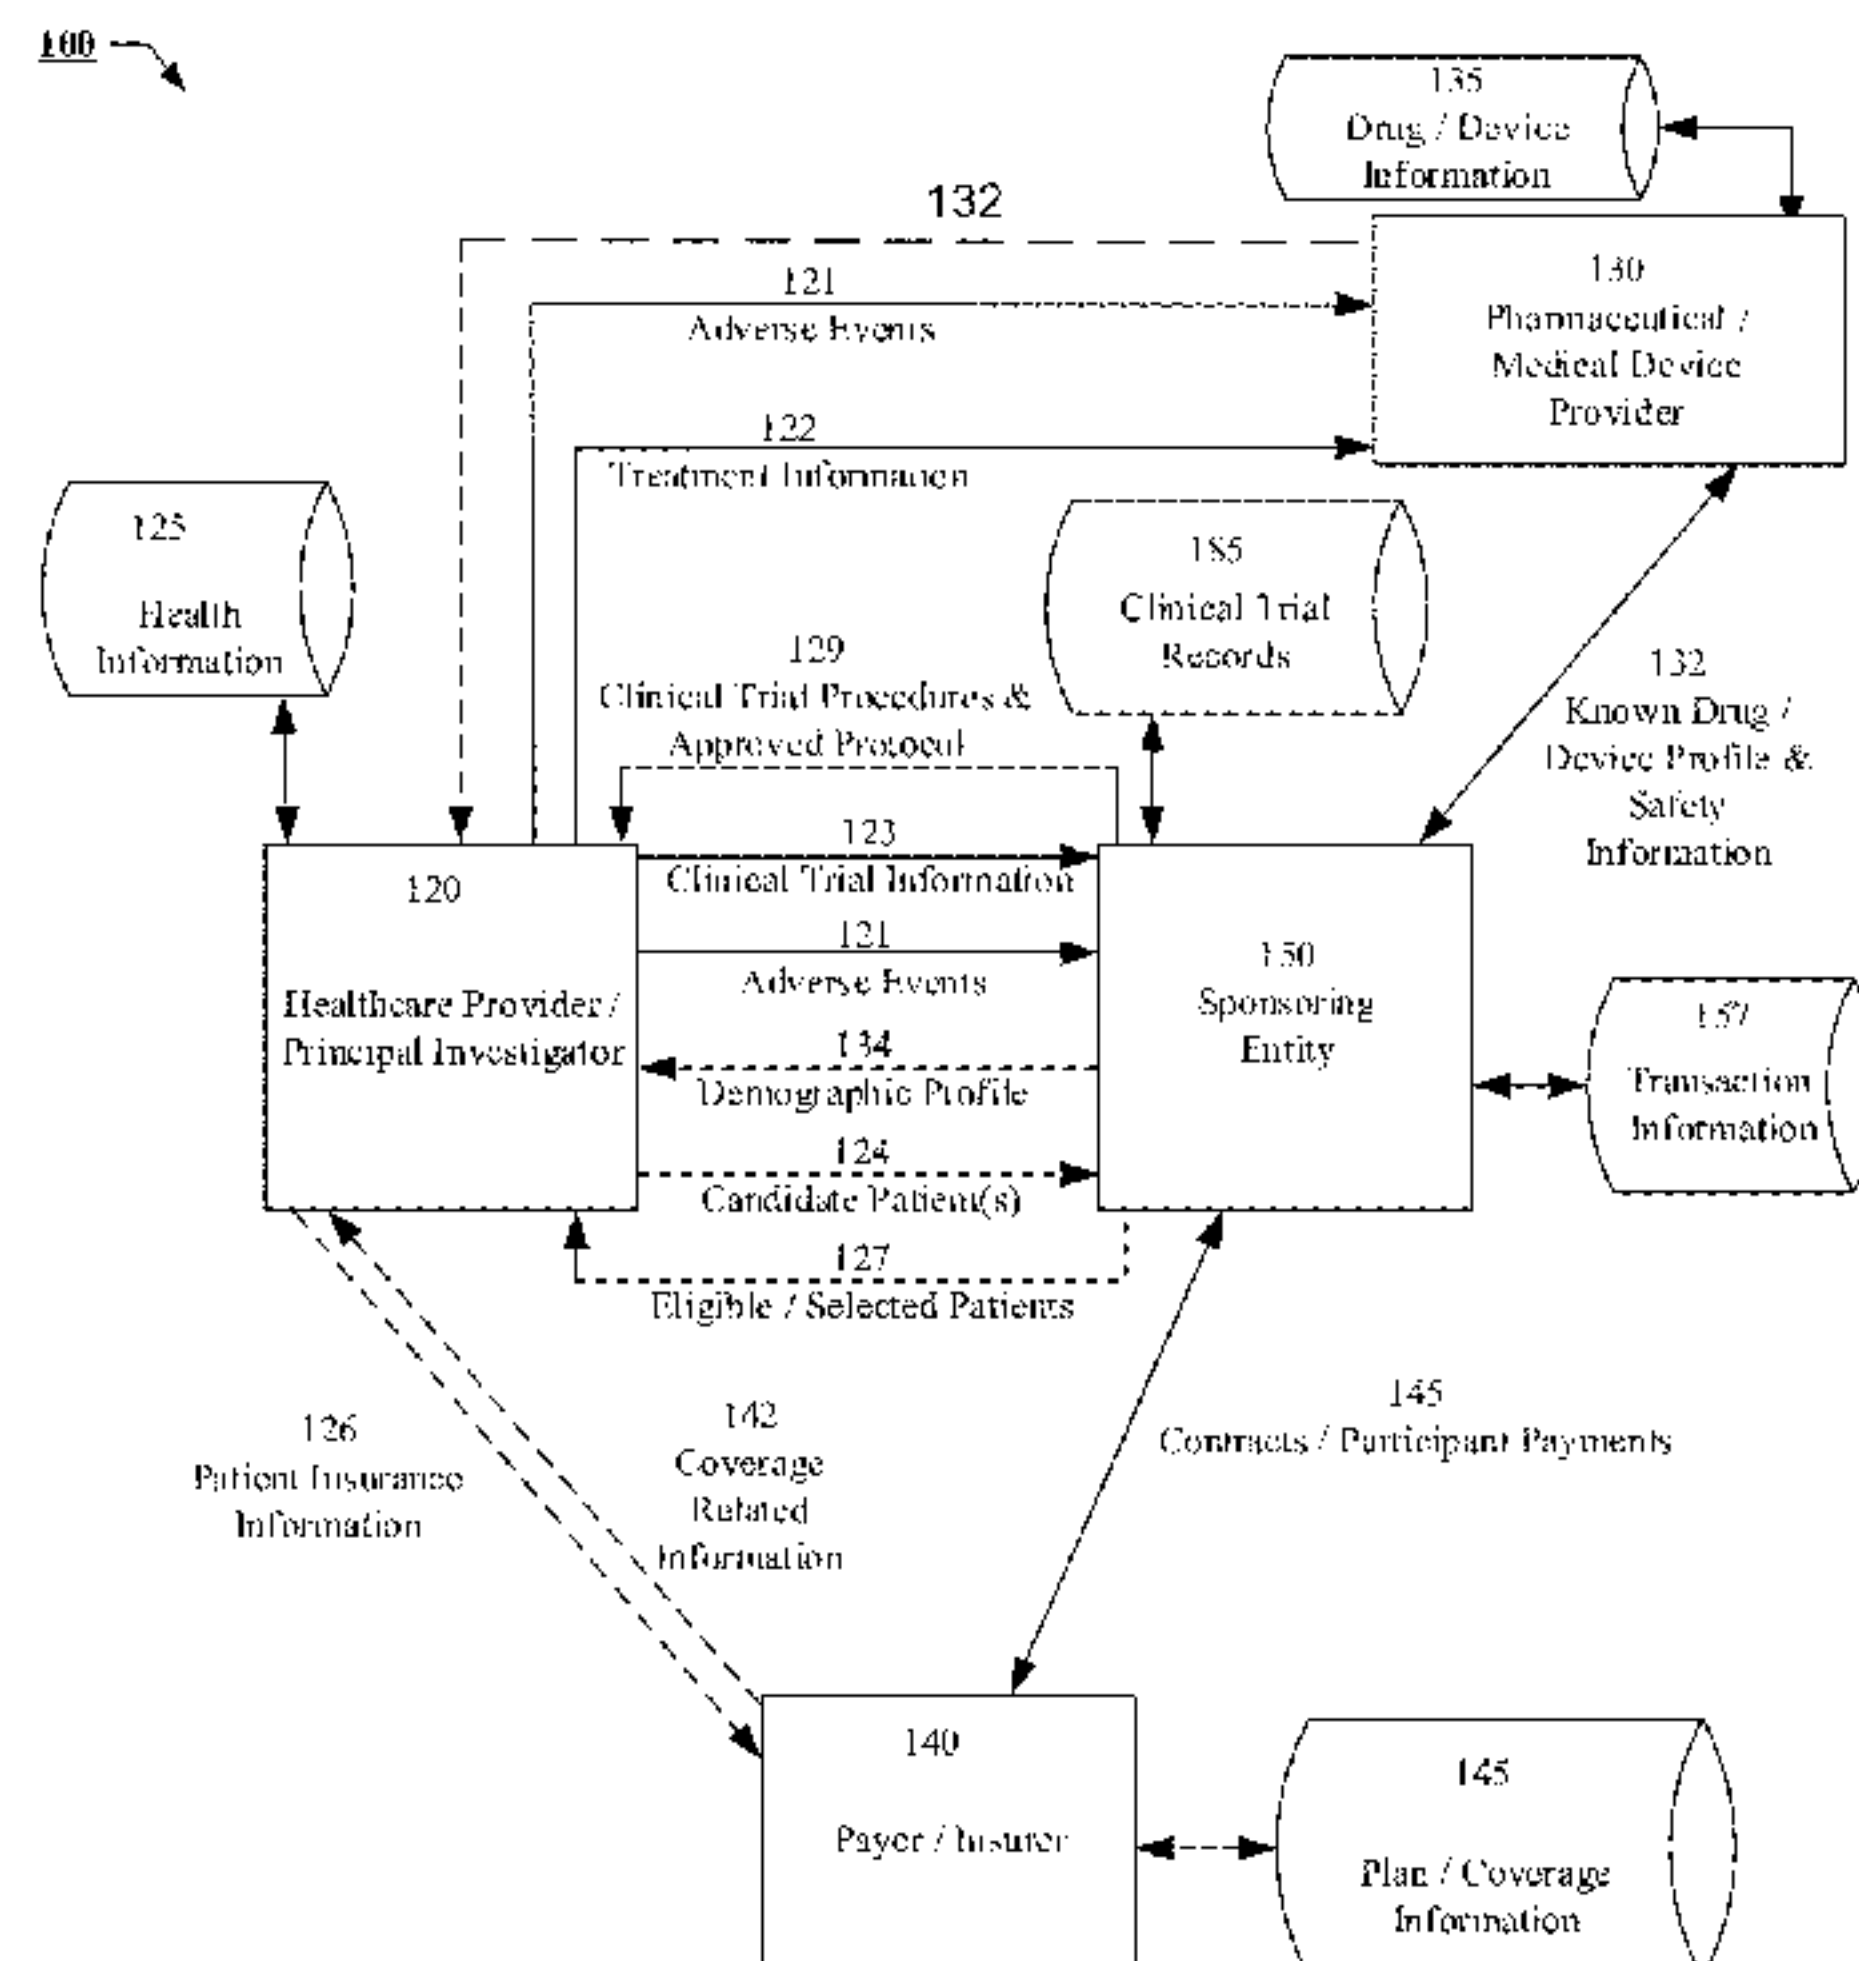 100
135
Drug / Device
Information
132
130
Pharmaceutical /
Medical Device
Provider
121
Adverse Events
122
Treatment Information
125
Health
Information
185
Clinical Trial
Records
129
Clinical Trial Procedures &
Approved Protocol
132
Known Drug /
Device Profile &
Safety
Information
120
Healthcare Provider /
Principal Investigator
123
Clinical Trial Information
121
Adverse Events
134
Demographic Profile
124
Candidate Patient(s)
127
Eligible / Selected Patients
150
Sponsoring
Entity
157
Transaction
Information
126
Patient Insurance
Information
142
Coverage
Related
Information
145
Contracts / Participant Payments
140
Payer / Insurer
145
Plan / Coverage
Information